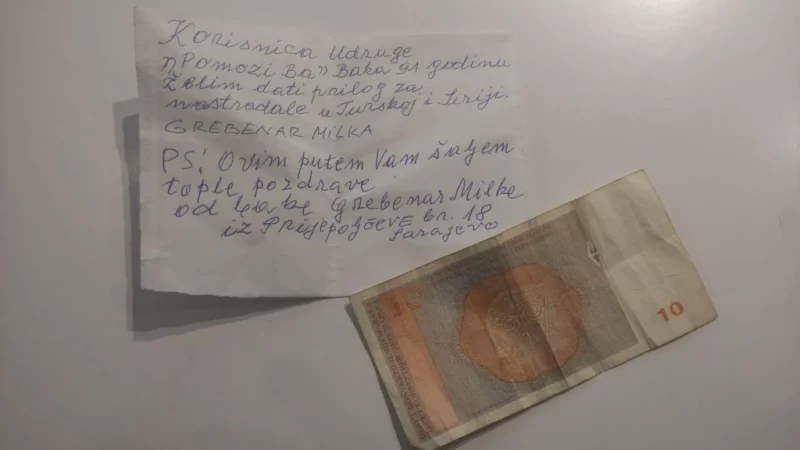 Korisnica Udruge
"Pomozi Ba" Baka 91 godinu
Želim dati prilog za
nastradale u Turskoj i Siriji.
GREBENAR MILKA
PS! Ovim putem Vam šaljem
tople pozdrave
od bake Grebenar Milke
iz Prijepoljčeve br. 18
Sarajevo
10